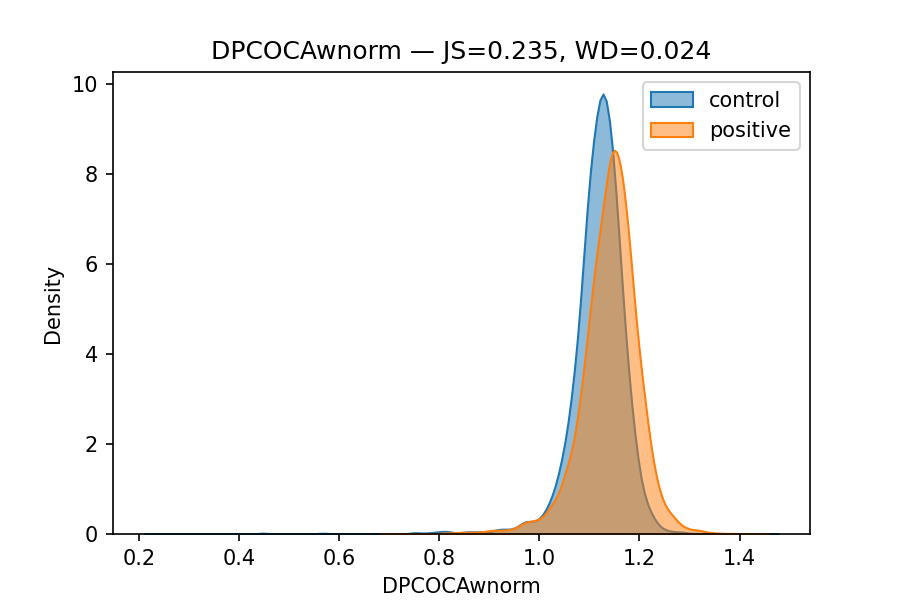 DPCOCAwnorm — JS=0.235, WD=0.024
control
positive
10
8
6
4
2
0
Density
0.2 0.4 0.6 0.8 1.0 1.2 1.4
DPCOCAwnorm